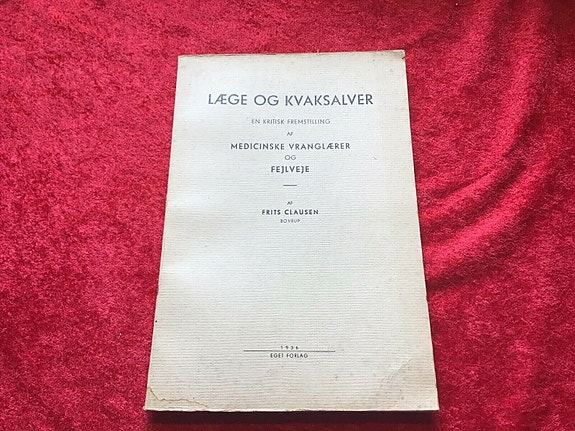 LÆGE OG KVAKSALVER
EN KRITISK FREMSTILLING
AF
MEDICINSKE VRANGLÆRER
OG
FEJLVEJE
AF
FRITS CLAUSEN
BOVRUP
1936
EGET FORLAG